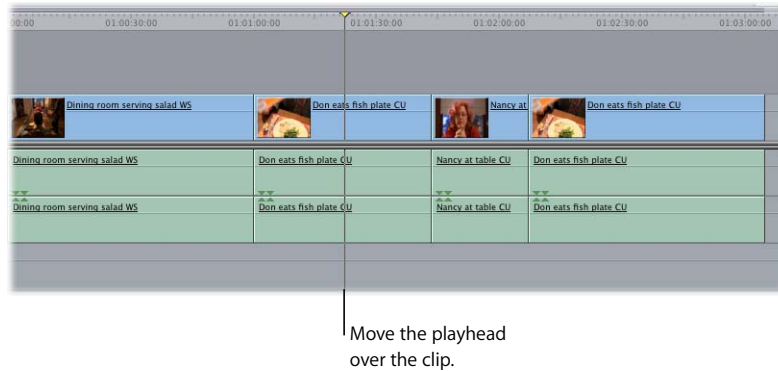 00:00 01:00:30:00 01:01:00:00 01:01:30:00 01:02:00:00 01:02:30:00 01:03:00:00
Dining room serving salad WS Don eats fish plate CU Nancy at Don eats fish plate CU
Dining room serving salad WS Don eats fish plate CU Nancy at table CU Don eats fish plate CU
Dining room serving salad WS Don eats fish plate CU Nancy at table CU Don eats fish plate CU
Move the playhead
over the clip.